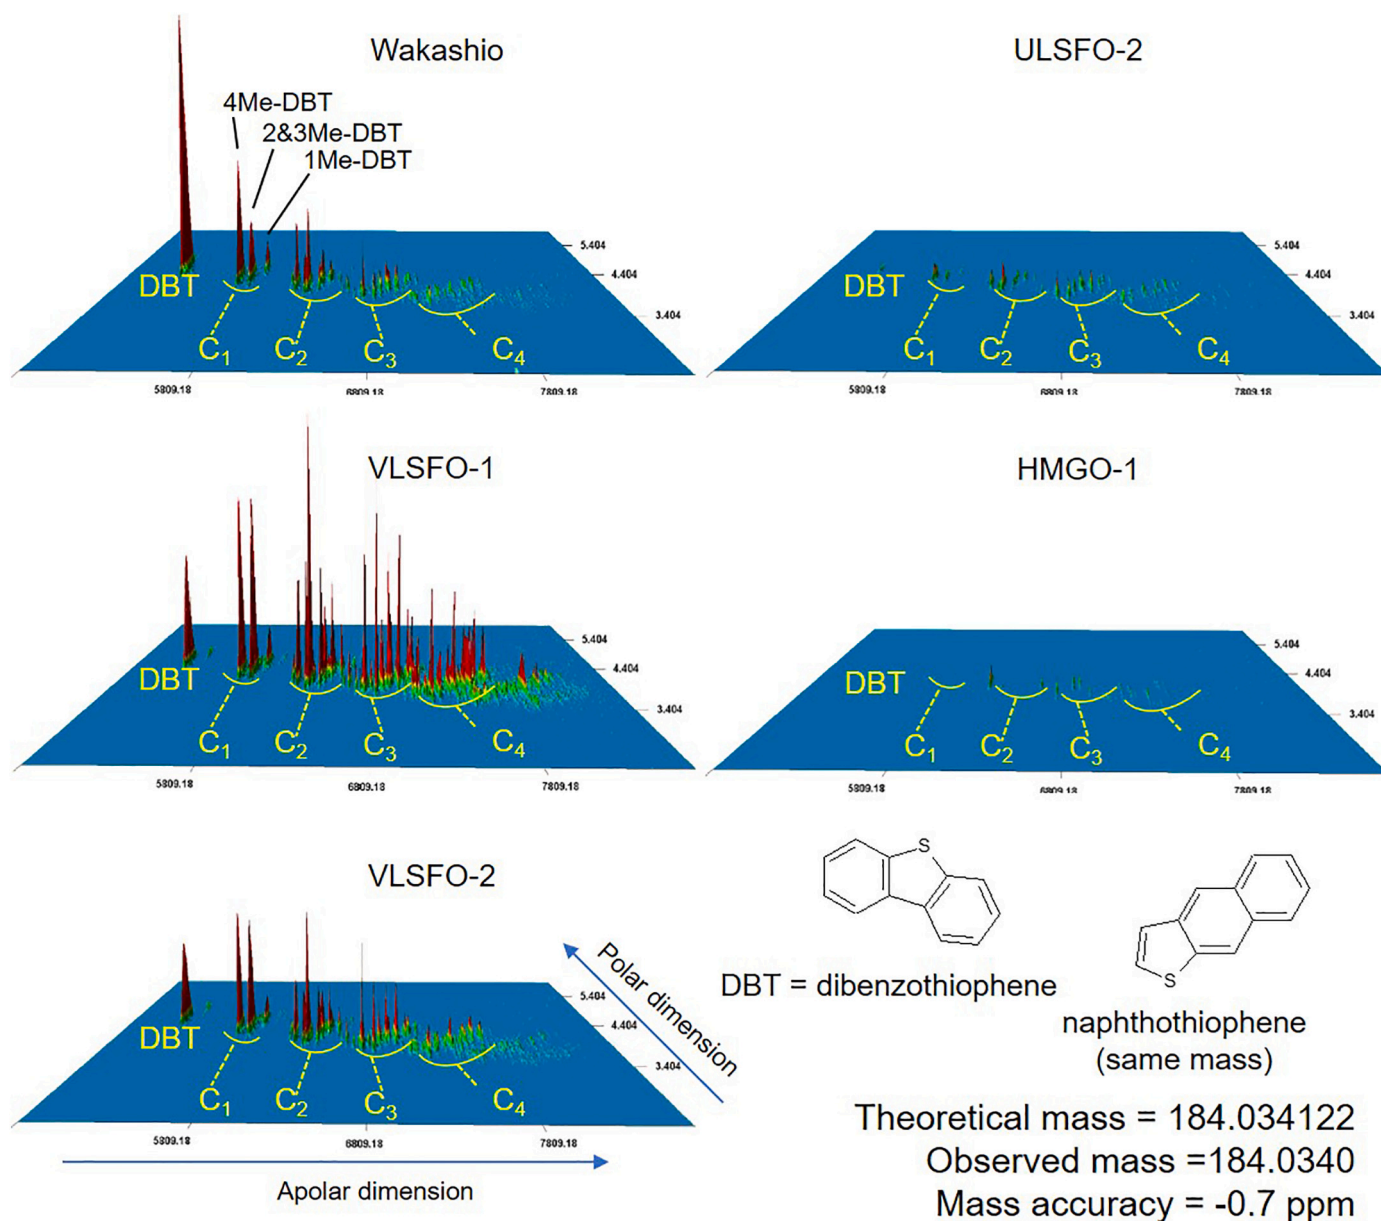 Wakashio
4Me-DBT
2&3Me-DBT
1Me-DBT
DBT
C1
C2
C3
C4
5.404
4.404
3.404
5809.18
6809.18
7809.18
ULSFO-2
DBT
C1
C2
C3
C4
5.404
4.404
3.404
5809.18
6809.18
7809.18
VLSFO-1
DBT
C1
C2
C3
C4
5.404
4.404
3.404
5809.18
6809.18
7809.18
HMGO-1
DBT
C1
C2
C3
C4
5.404
4.404
3.404
5809.18
6809.18
7809.18
VLSFO-2
DBT
C1
C2
C3
C4
5.404
4.404
3.404
5809.18
6809.18
7809.18
Polar dimension
Apolar dimension
S
DBT = dibenzothiophene
S
naphthothiophene
(same mass)
Theoretical mass = 184.034122
Observed mass =184.0340
Mass accuracy = -0.7 ppm